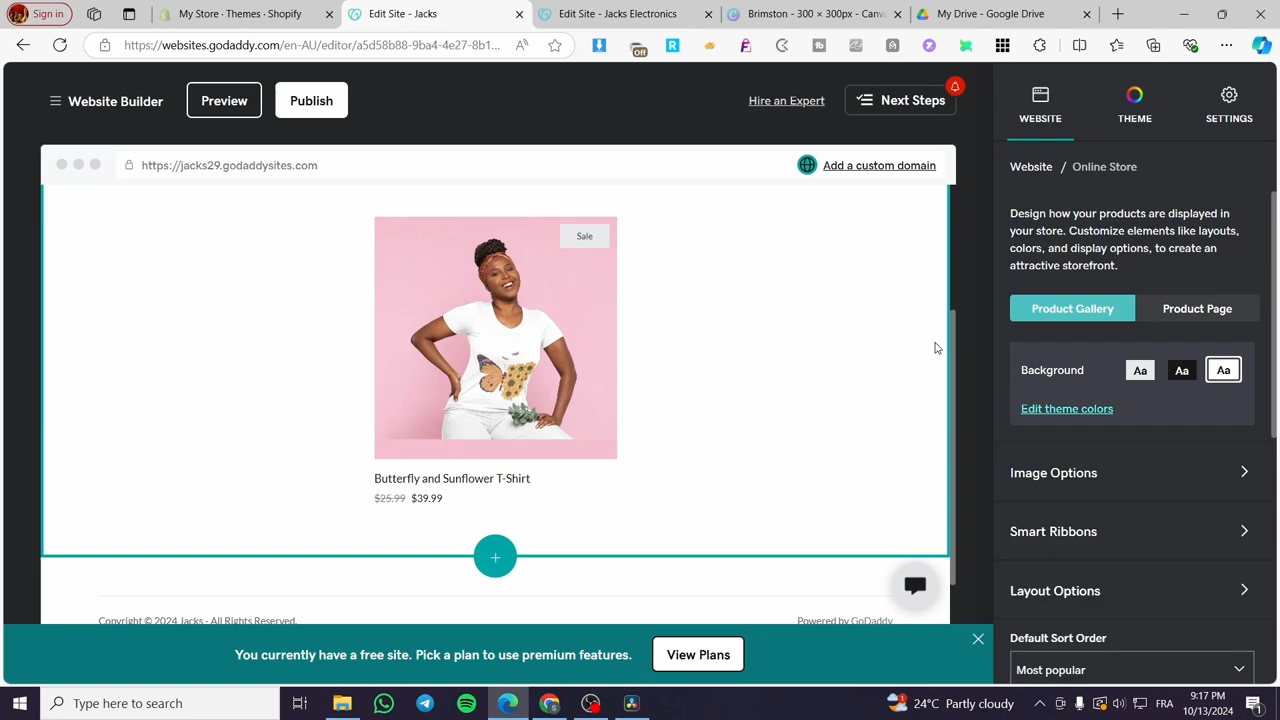 Sign in
My Store · Themes · Shopify
Edit Site - Jacks
Edit Site - Jacks Electronics
Brimston - 300 × 300px - Canv
My Drive - Google Drive
https://websites.godaddy.com/en-AU/editor/a5d58b88-9ba4-4e27-8b1...
Off
Website Builder
Preview
Publish
Hire an Expert
Next Steps
WEBSITE
THEME
SETTINGS
https://jacks29.godaddysites.com
Add a custom domain
Website / Online Store
Design how your products are displayed in
your store. Customize elements like layouts,
colors, and display options, to create an
attractive storefront.
Product Gallery
Product Page
Background
Aa
Aa
Aa
Edit theme colors
Image Options
Smart Ribbons
Layout Options
Default Sort Order
Most popular
Sale
Butterfly and Sunflower T-Shirt
$25.99 $39.99
+
Copyright © 2024 Jacks - All Rights Reserved.
Powered by GoDaddy
You currently have a free site. Pick a plan to use premium features.
View Plans
Type here to search
24°C Partly cloudy
FRA
9:17 PM
10/13/2024